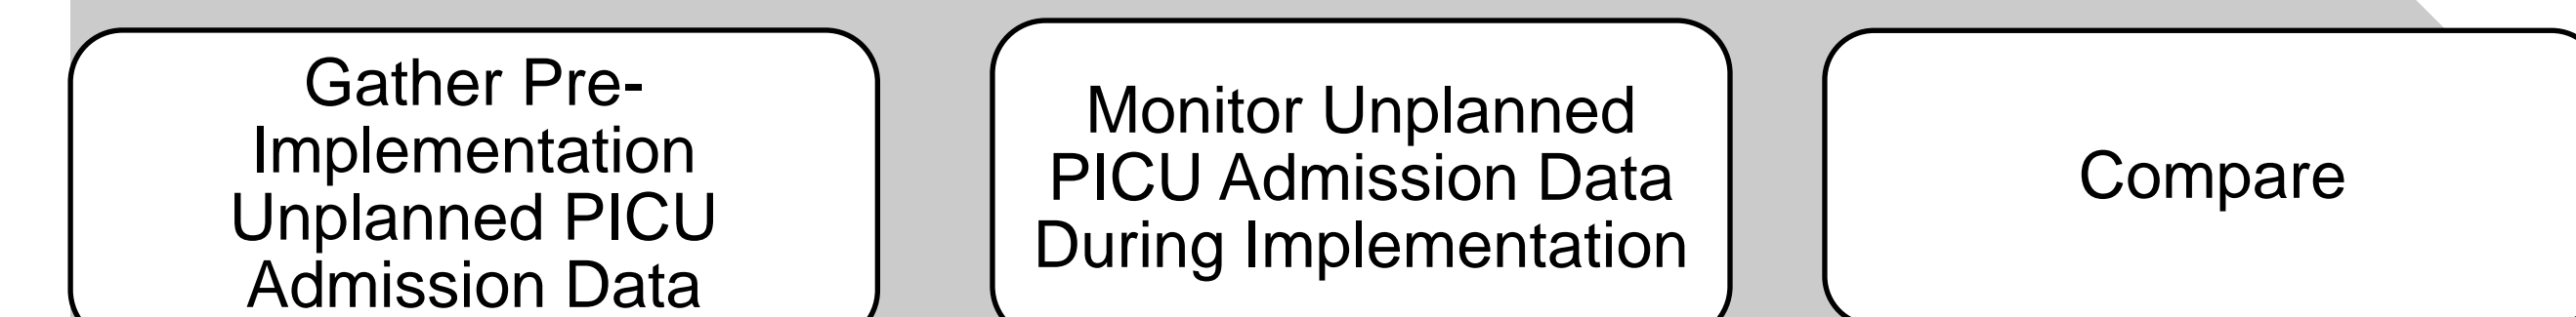 Gather Pre-
Implementation
Unplanned PICU
Admission Data
Monitor Unplanned
PICU Admission Data
During Implementation
Compare